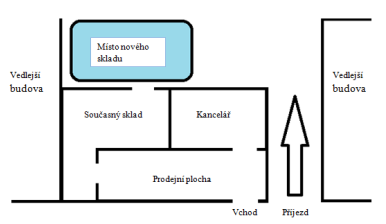 Místo nového
skladu
Vedlejší
budova
Vedlejší
budova
Současný sklad
Kancelář
Prodejní plocha
Vchod
Příjezd